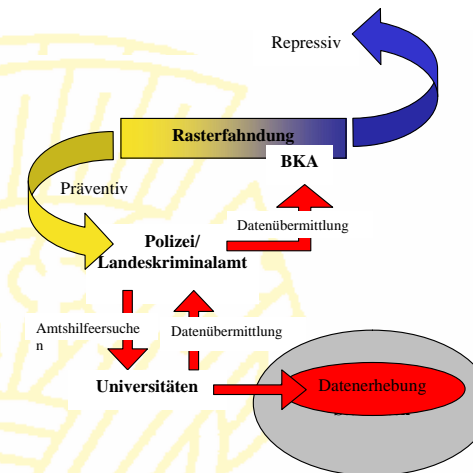 Repressiv
Rasterfahndung
BKA
Präventiv
Datenübermittlung
Polizei/
Landeskriminalamt
Amtshilfeersuche
n
Datenübermittlung
Universitäten
Datenerhebung